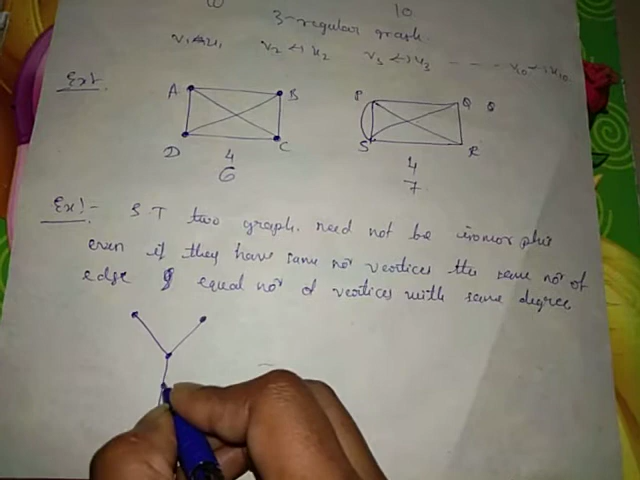 10
3-regular graph.
v₁↔u₁ v₂↔u₂ v₃↔u₃ - - - - v₁₀↔u₁₀
Ex:-
A B P Q Q
D C S R
4 4
6 7
Ex:- S.T two graph. need not be isomorphic
even if they have same no: vertices the same no: of
edge & equal no: of vertices with same degree